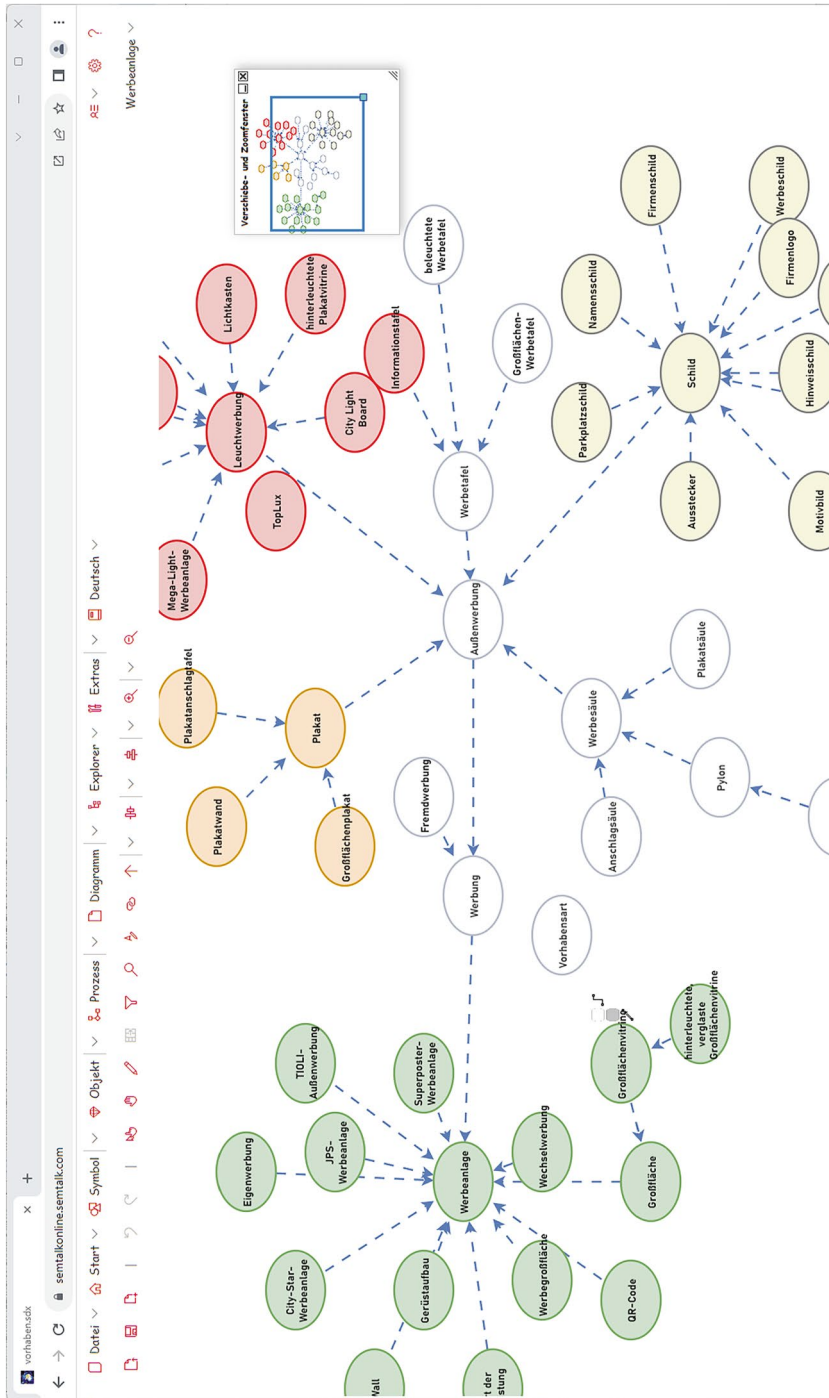 vorhaben.sdx
semtalkonline.semtalk.com
Datei
Start
Symbol
Objekt
Prozess
Diagramm
Explorer
Extras
Deutsch
Werbeanlage
Verschiebe- und Zoomfenster
Mega-Light-
Werbeanlage
Leuchtwerbung
Lichtkasten
hinterleuchtete
Plakatvitrine
TopLux
City Light
Board
Informationstafel
beleuchtete
Werbetafel
Großflächen-
Werbetafel
Werbetafel
Plakatanschlagtafel
Plakatwand
Plakat
Großflächenplakat
Außenwerbung
Fremdwerbung
Werbung
Vorhabensart
Werbesäule
Plakatsäule
Anschlagsäule
Pylon
Firmenschild
Namensschild
Werbeschild
Firmenlogo
Parkplatzschild
Schild
Hinweisschild
Ausstecker
Motivbild
TIOLI-
Außenwerbung
Eigenwerbung
JPS-
Werbeanlage
Superposter-
Werbeanlage
City-Star-
Werbeanlage
Werbeanlage
Wechselwerbung
Gerüstaufbau
Werbegroßfläche
QR-Code
Großfläche
Großflächenvitrine
hinterleuchtete,
verglaste
Großflächenvitrine
Wall
rt der
stung